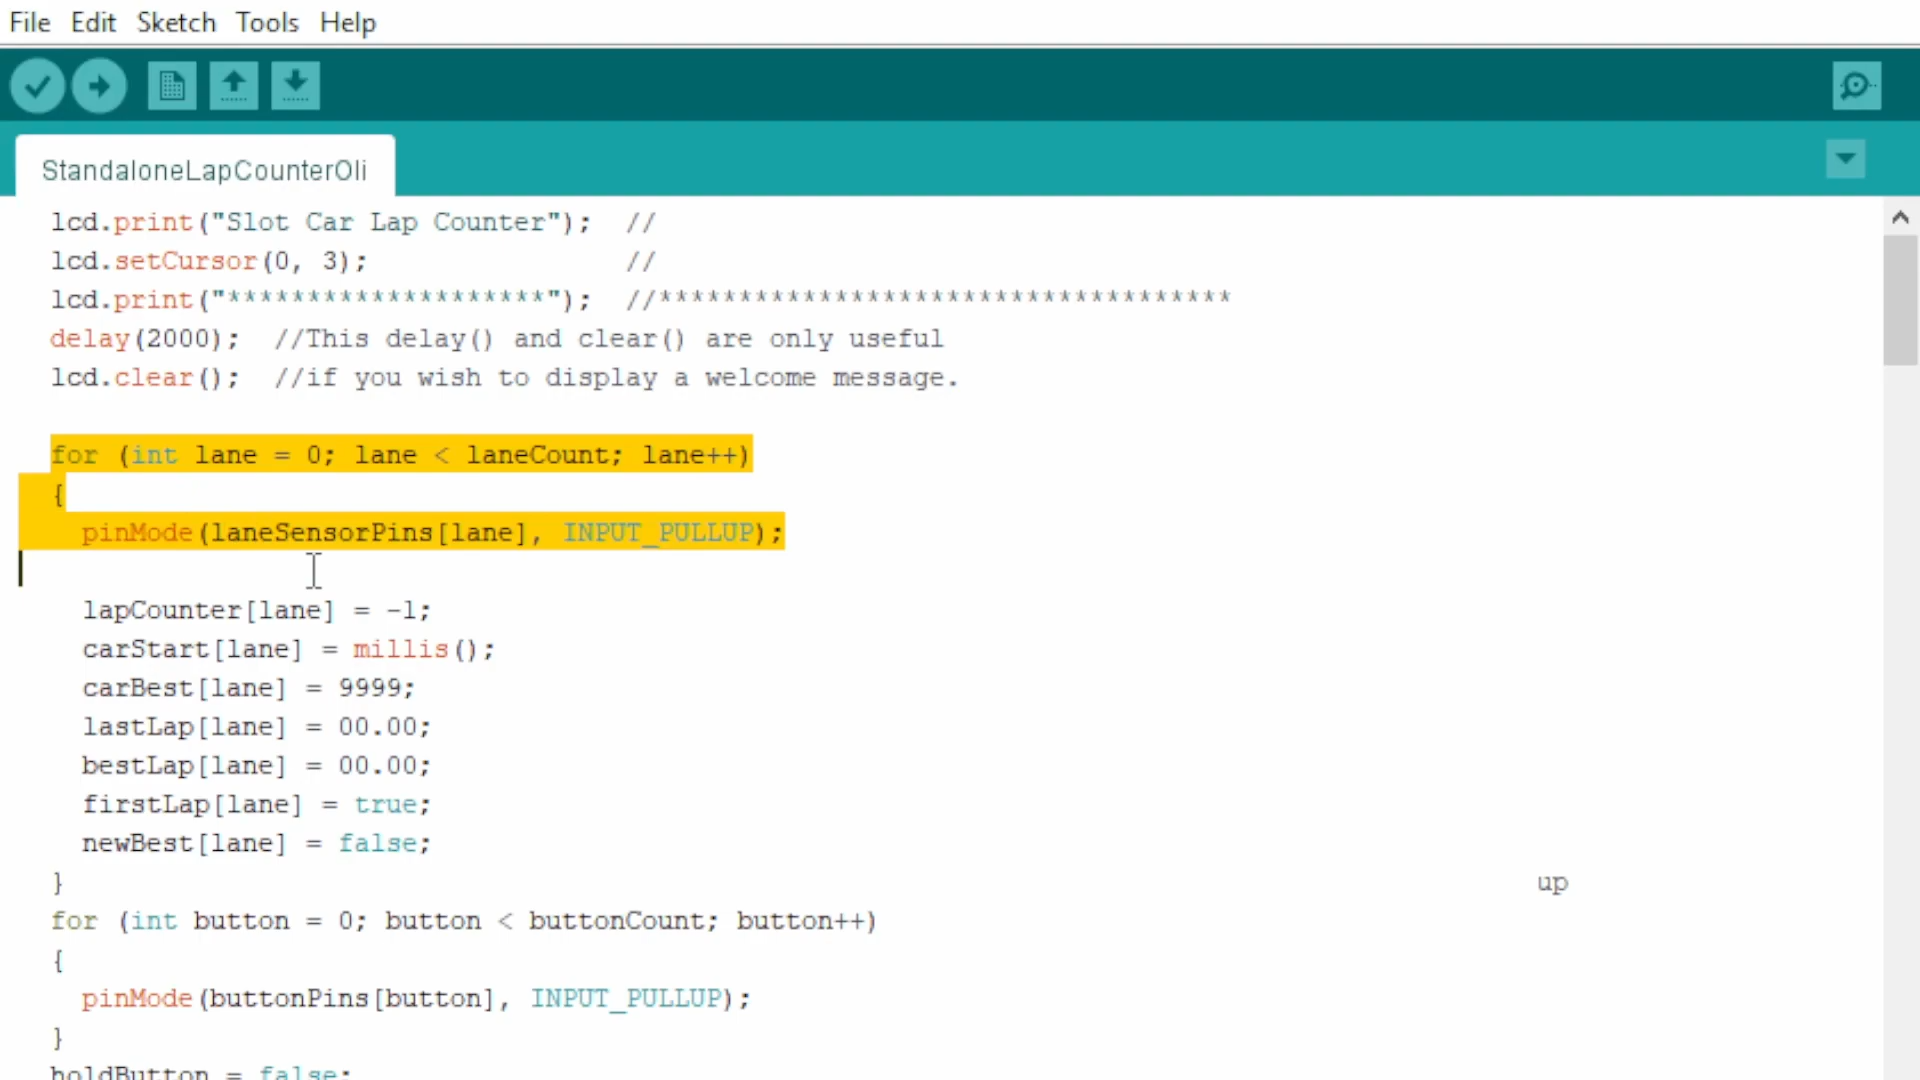 File Edit Sketch Tools Help
StandaloneLapCounterOli
lcd.print("Slot Car Lap Counter"); //
lcd.setCursor(0, 3); //
lcd.print("********************"); //************************************
delay(2000); //This delay() and clear() are only useful
lcd.clear(); //if you wish to display a welcome message.
for (int lane = 0; lane < laneCount; lane++)
{
pinMode(laneSensorPins[lane], INPUT_PULLUP);
lapCounter[lane] = -1;
carStart[lane] = millis();
carBest[lane] = 9999;
lastLap[lane] = 00.00;
bestLap[lane] = 00.00;
firstLap[lane] = true;
newBest[lane] = false;
} up
for (int button = 0; button < buttonCount; button++)
{
pinMode(buttonPins[button], INPUT_PULLUP);
}
holdButton = false;